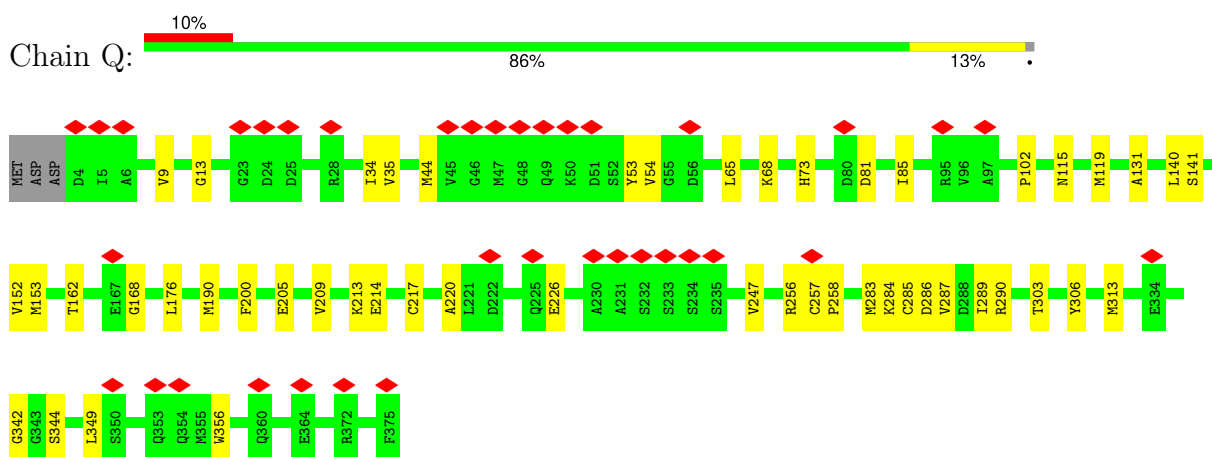 10%
Chain Q:
86% 13% •
MET ASP ASP D4 I5 A6 V9 G13 G23 D24 D25 R28 I34 V35 M44 V45 G46 M47 G48 Q49 K50 D51 S52 Y53 V54 G55 D56 L65 K68 H73 D80 D81 I85 R95 V96 A97 P102 N115 M119 A131 L140 S141
V152 M153 T162 E167 G168 L176 M190 F200 E205 V209 K213 E214 C217 A220 L221 D222 Q225 E226 A230 A231 S232 S233 S234 S235 V247 R256 C257 P258 M283 K284 C285 D286 V287 D288 I289 R290 T303 Y306 M313 E334
G342 G343 S344 L349 S350 Q353 Q354 M355 W356 Q360 E364 R372 F375